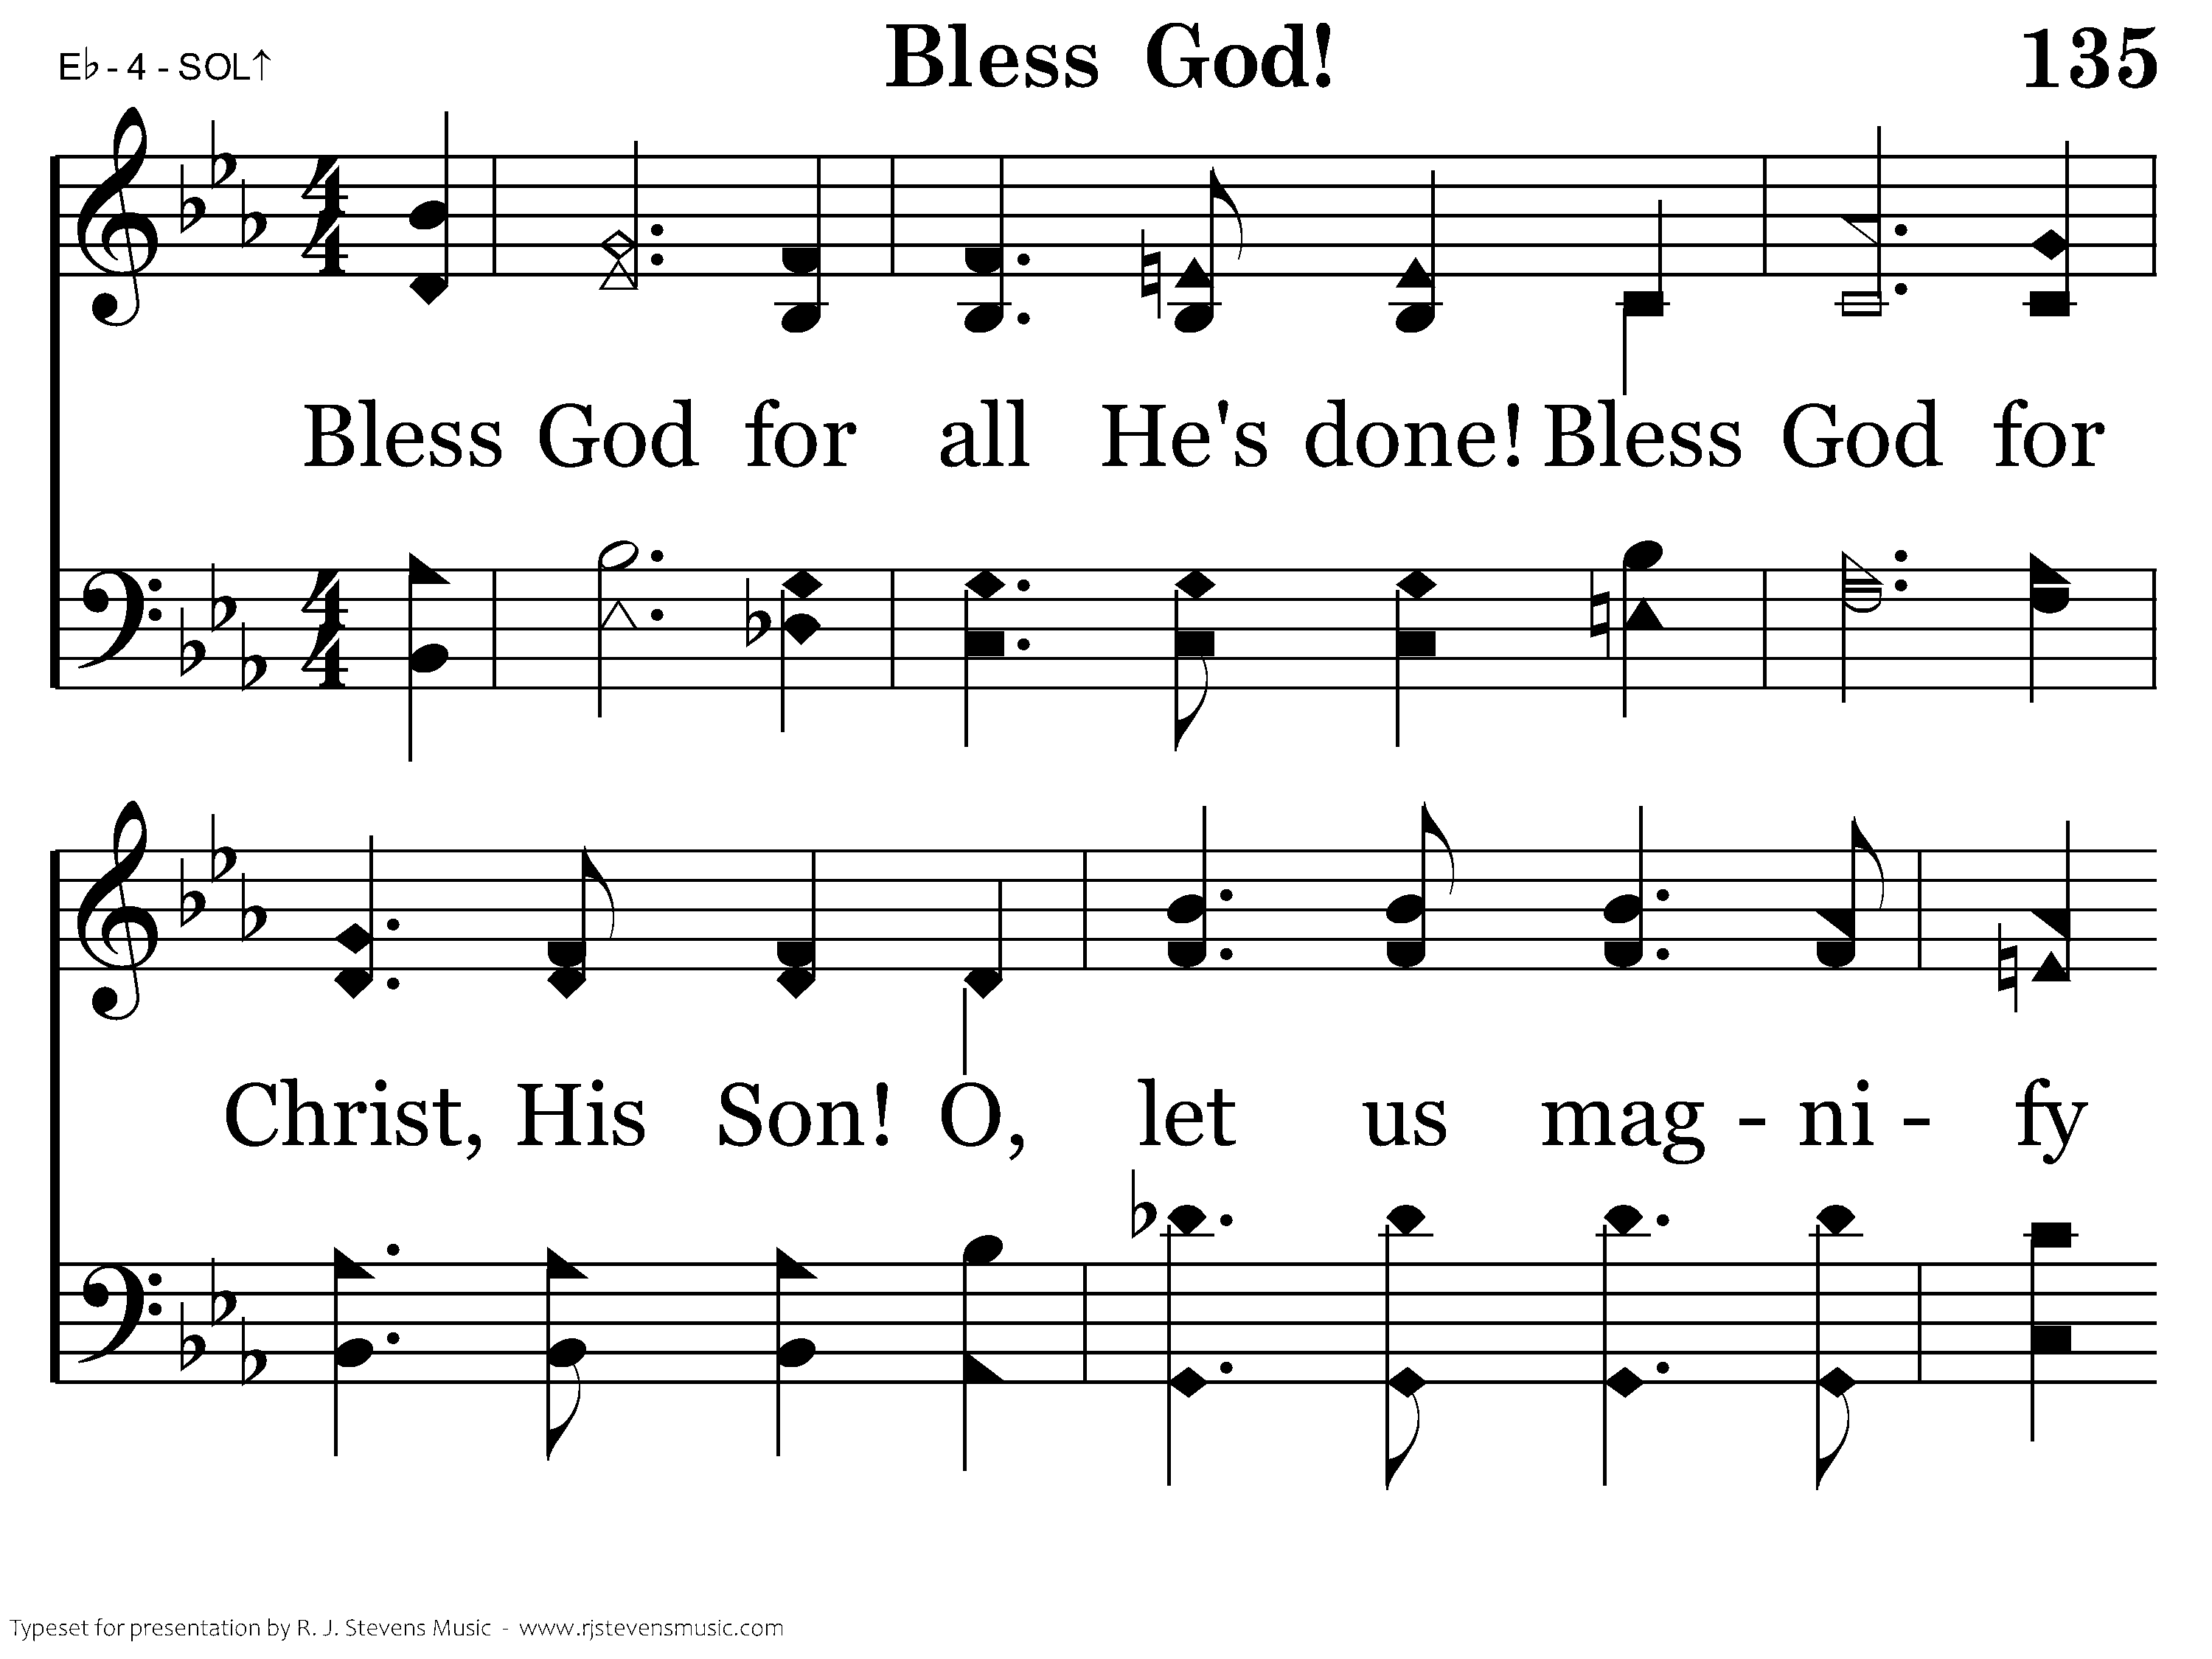 E♭ - 4 - SOL↑ Bless God! 135
Bless God for all He's done! Bless God for
Christ, His Son! O, let us mag - ni - fy
Typeset for presentation by R. J. Stevens Music - www.rjstevensmusic.com